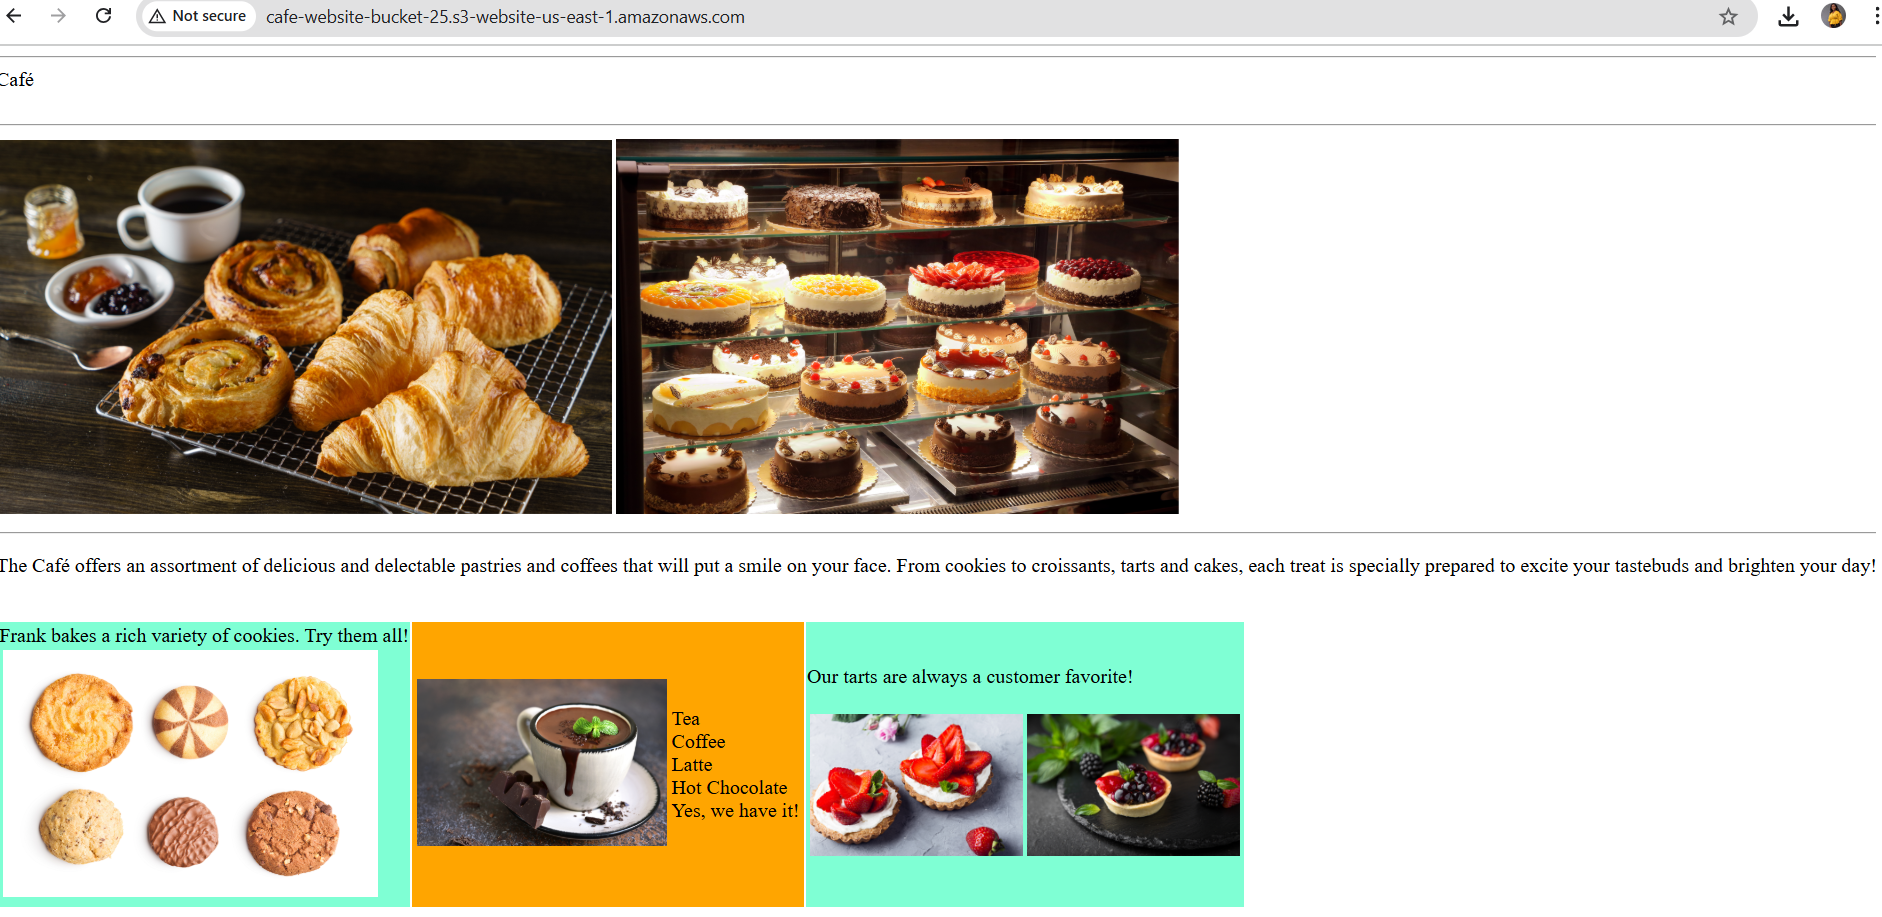 Not secure cafe-website-bucket-25.s3-website-us-east-1.amazonaws.com
Café
The Café offers an assortment of delicious and delectable pastries and coffees that will put a smile on your face. From cookies to croissants, tarts and cakes, each treat is specially prepared to excite your tastebuds and brighten your day!
Frank bakes a rich variety of cookies. Try them all!
Tea
Coffee
Latte
Hot Chocolate
Yes, we have it!
Our tarts are always a customer favorite!